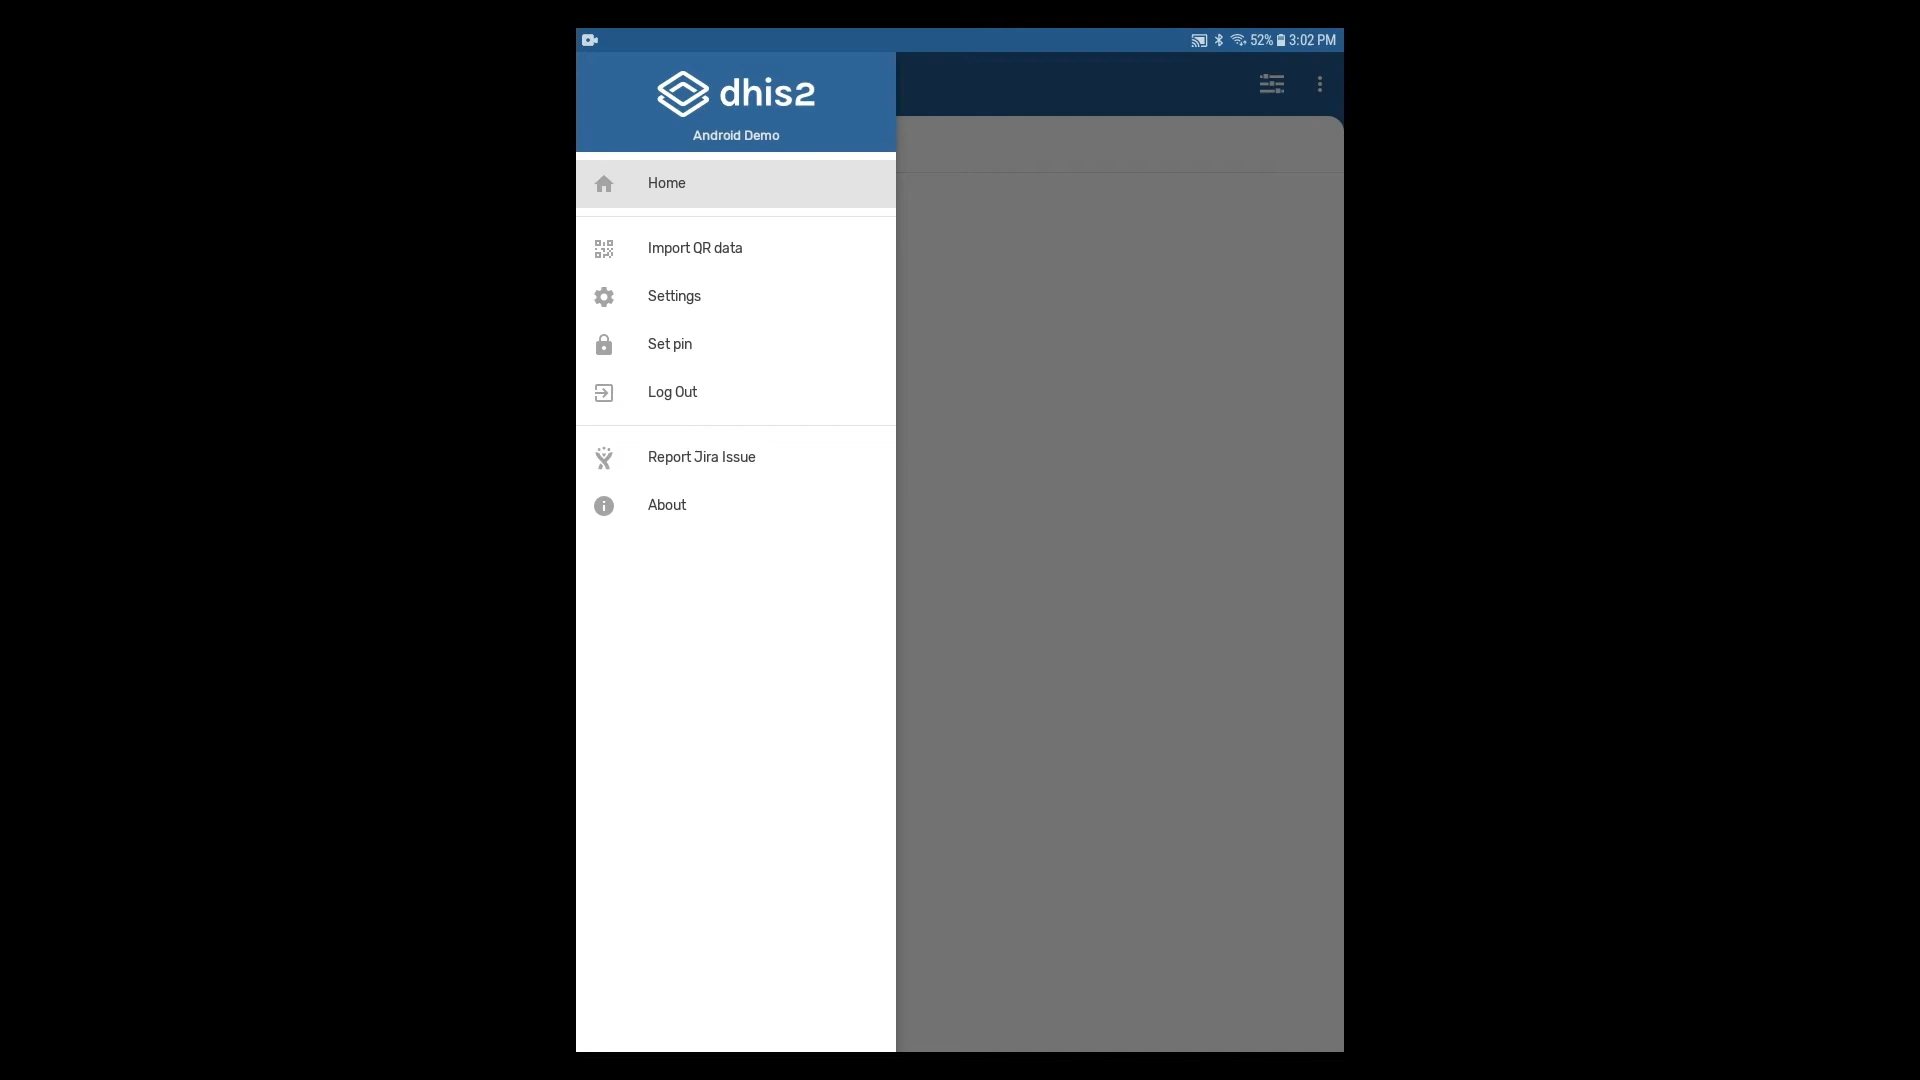 52% 3:02 PM
dhis2
Android Demo
Home
Import QR data
Settings
Set pin
Log Out
Report Jira Issue
About